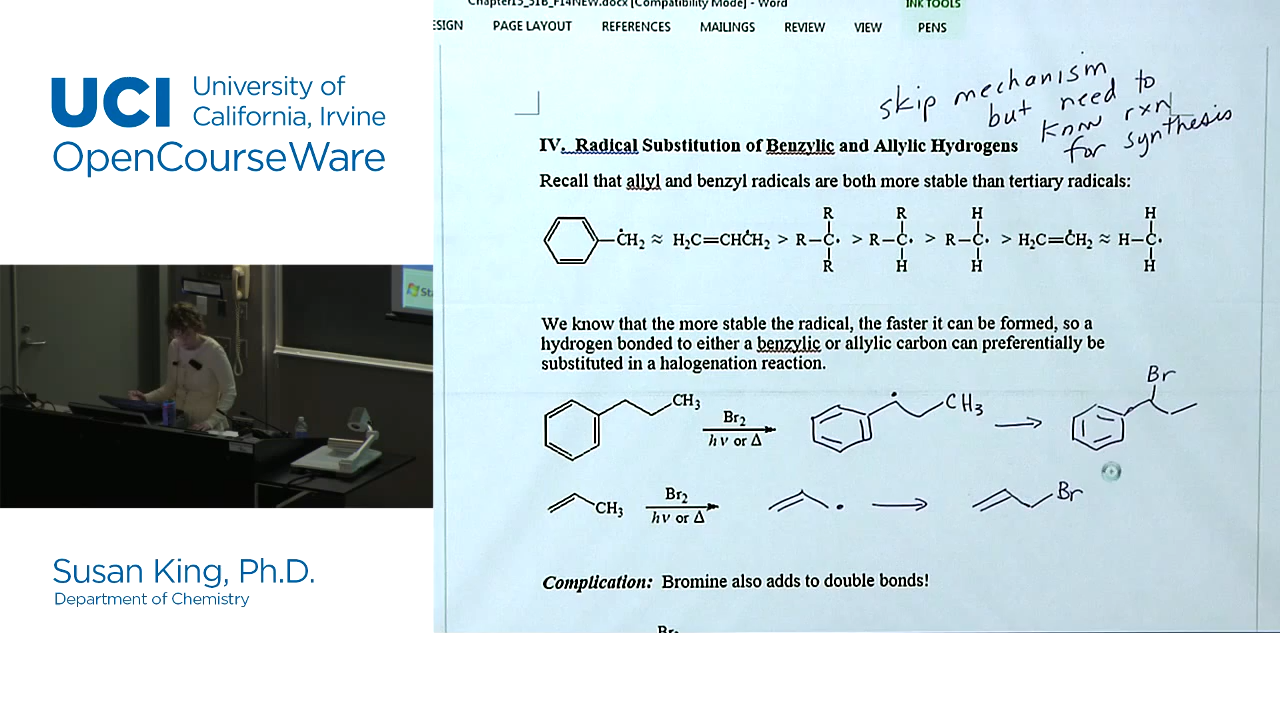 Chapter15_51B_F14NEW.docx [Compatibility Mode] - Word
INK TOOLS
ESIGN PAGE LAYOUT REFERENCES MAILINGS REVIEW VIEW PENS
UCI University of
California, Irvine
OpenCourseWare
skip mechanism
but need to
know rxn
for synthesis
IV. Radical Substitution of Benzylic and Allylic Hydrogens
Recall that allyl and benzyl radicals are both more stable than tertiary radicals:
R R H H
ĊH₂ ≈ H₂C=CHĊH₂ > R–C· > R–C· > R–C· > H₂C=ĊH₂ ≈ H–C·
R H H H
We know that the more stable the radical, the faster it can be formed, so a
hydrogen bonded to either a benzylic or allylic carbon can preferentially be
substituted in a halogenation reaction.
Br
CH₃ Br₂ CH₃
hν or Δ
CH₃ Br₂ Br
hν or Δ
Complication: Bromine also adds to double bonds!
Sta
Susan King, Ph.D.
Department of Chemistry